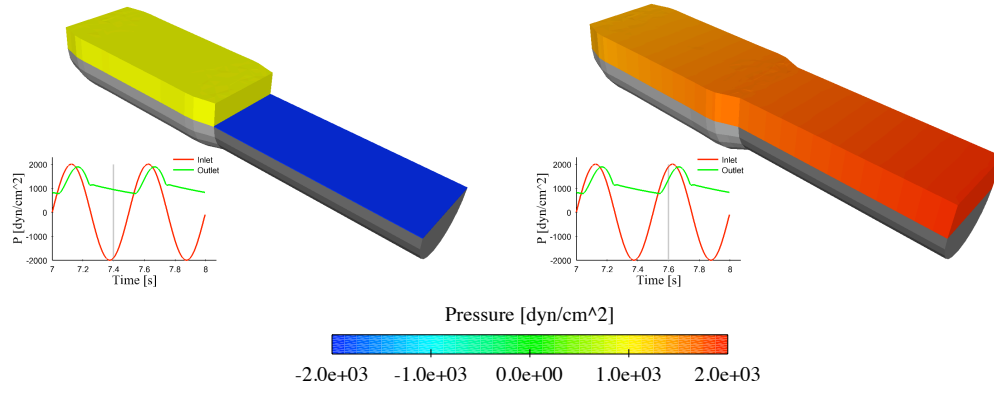 Inlet
Outlet
P [dyn/cm^2]
2000
1000
0
-1000
-2000
7
7.2
7.4
7.6
7.8
8
Time [s]
Inlet
Outlet
P [dyn/cm^2]
2000
1000
0
-1000
-2000
7
7.2
7.4
7.6
7.8
8
Time [s]
Pressure [dyn/cm^2]
-2.0e+03 -1.0e+03 0.0e+00 1.0e+03 2.0e+03